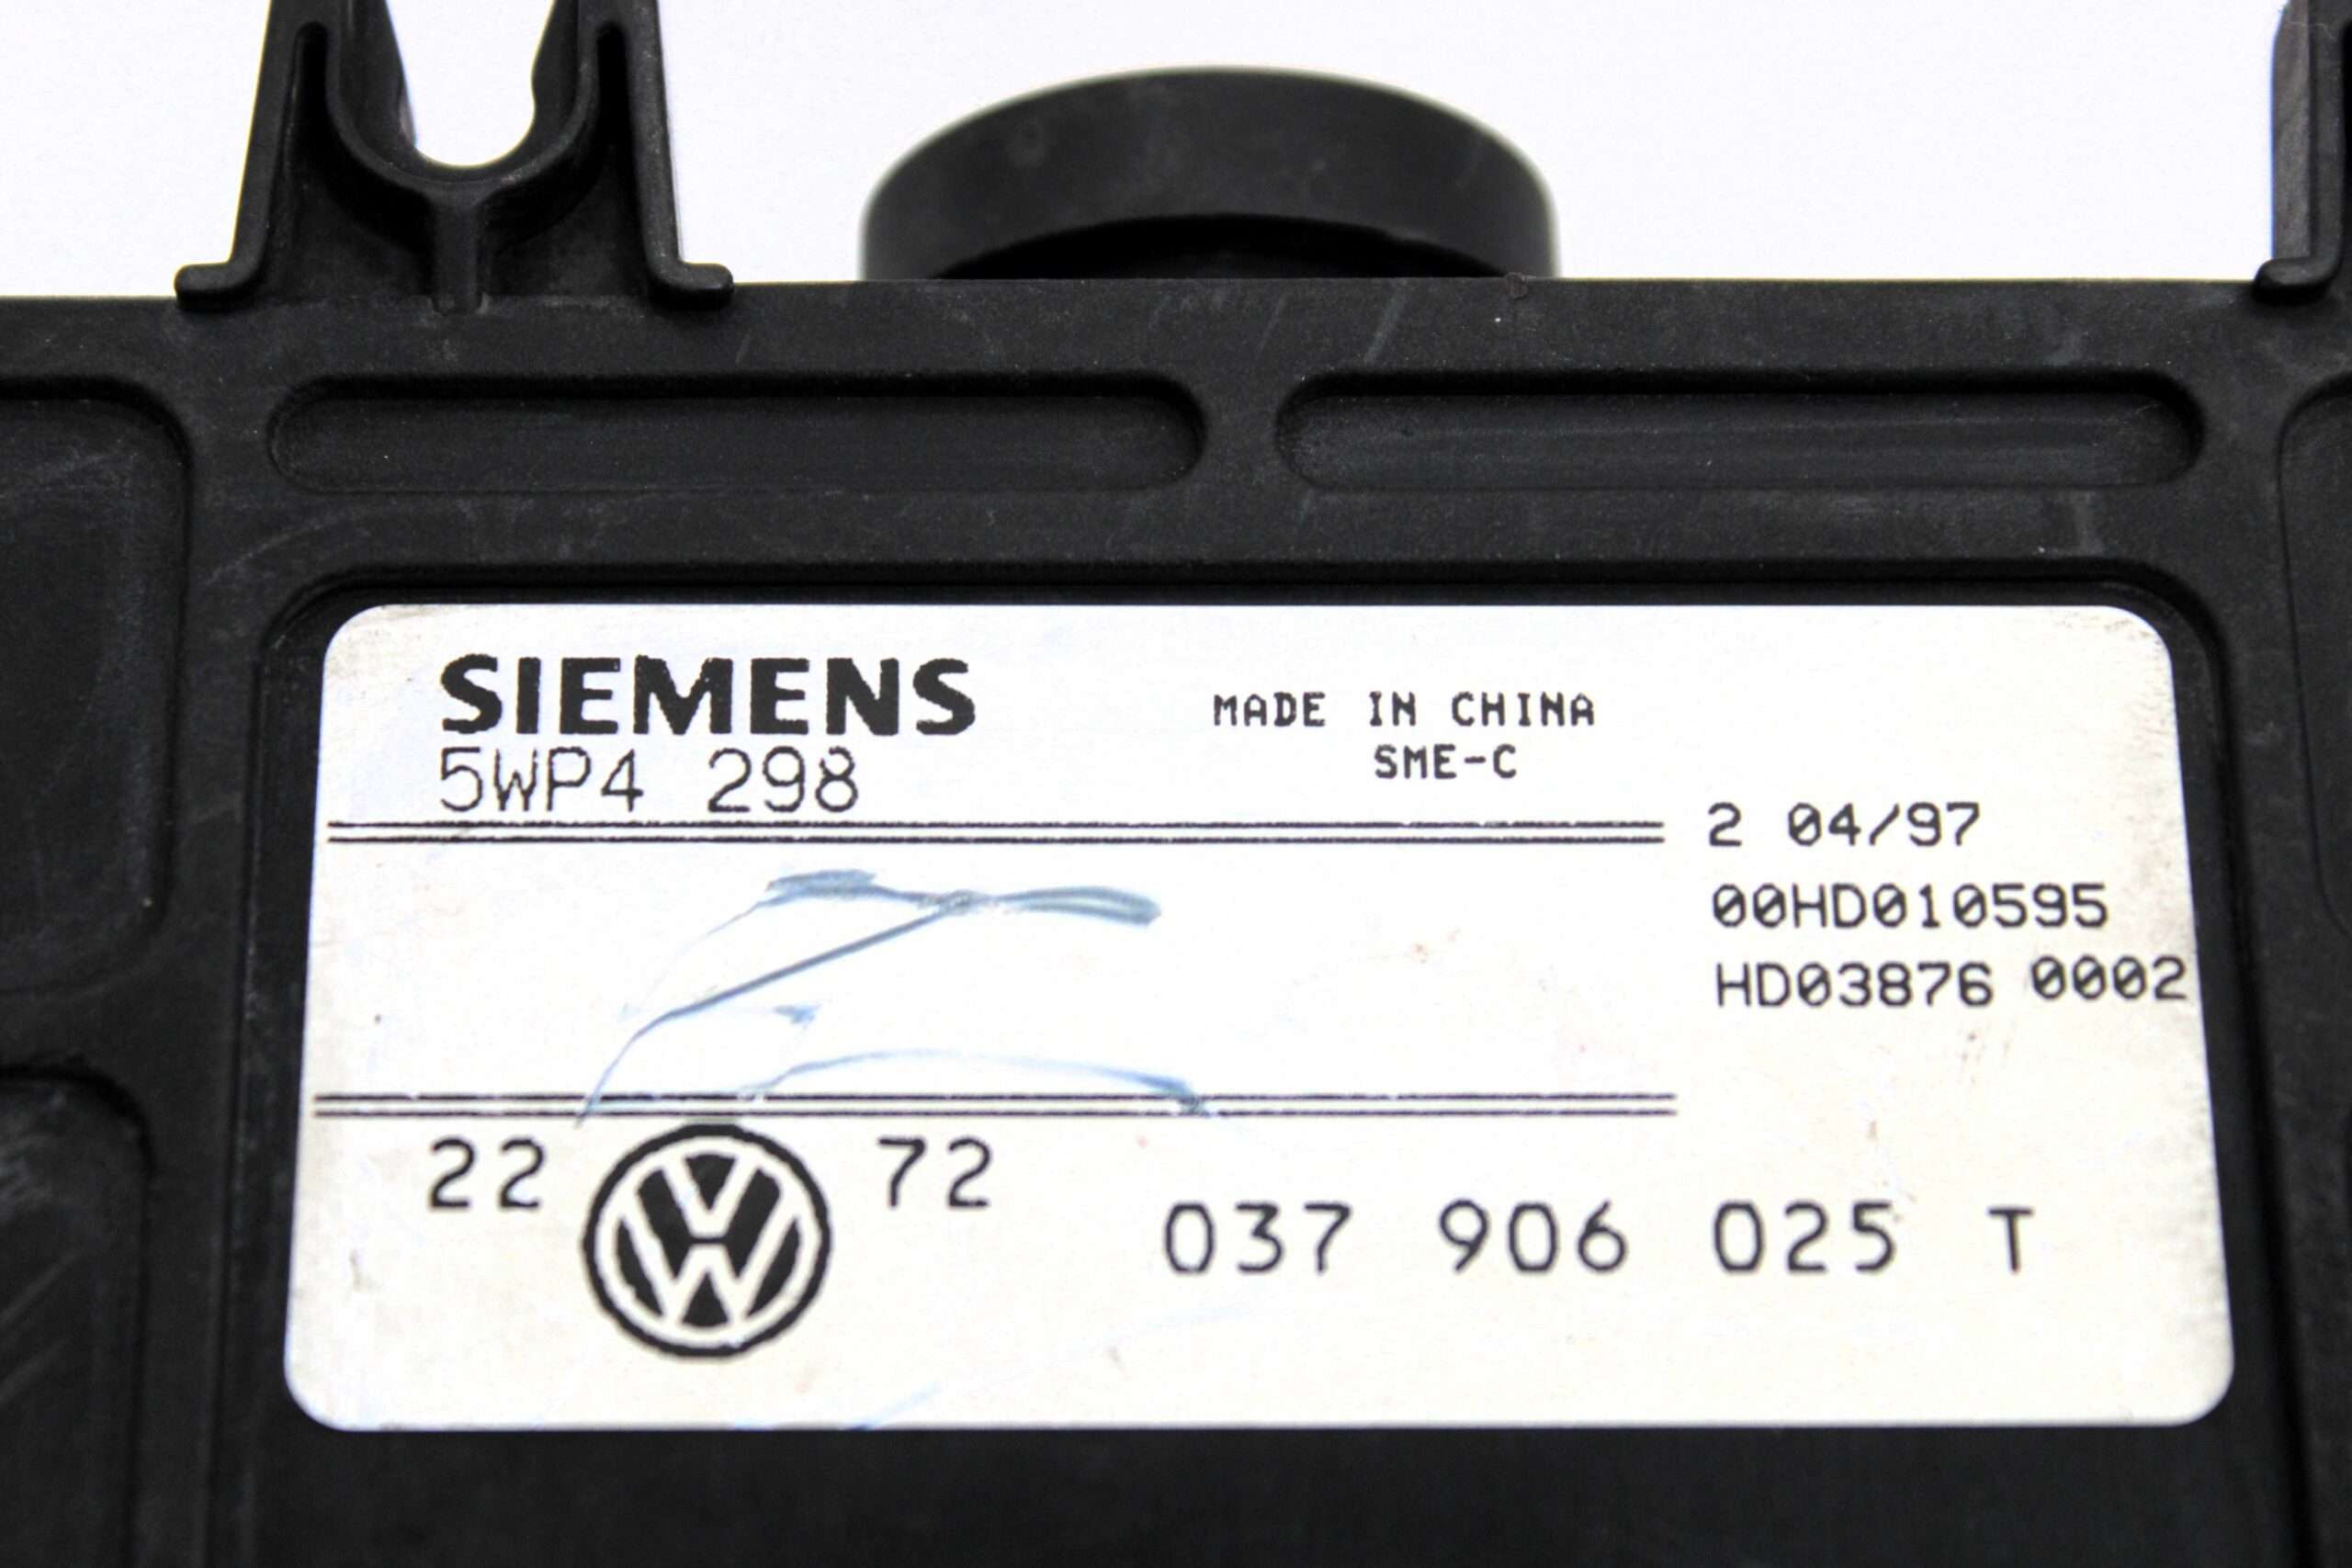 SIEMENS
5WP4 298
MADE IN CHINA
SME-C
2 04/97
00HD010595
HD03876 0002
22 72
037 906 025 T